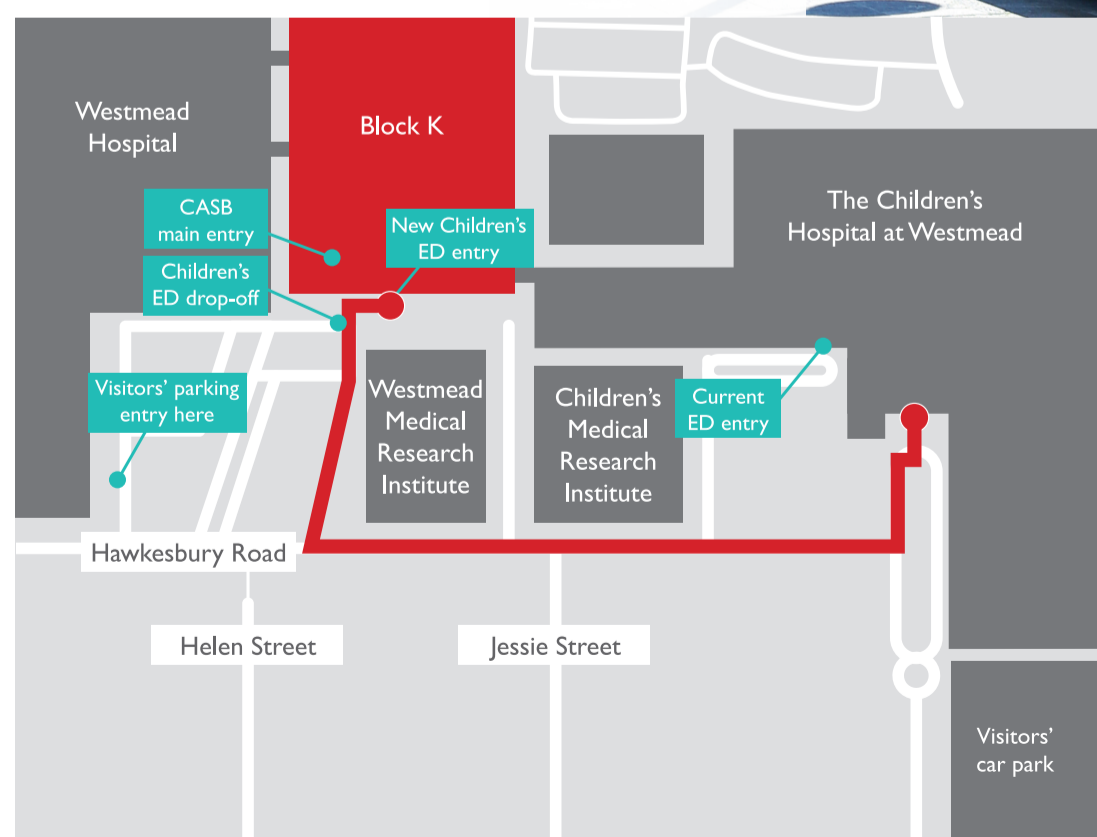 Westmead
Hospital
Block K
CASB
main entry
New Children's
ED entry
The Children's
Hospital at Westmead
Children's
ED drop-off
Visitors' parking
entry here
Westmead
Medical
Research
Institute
Children's
Medical
Research
Institute
Current
ED entry
Hawkesbury Road
Helen Street
Jessie Street
Visitors'
car park